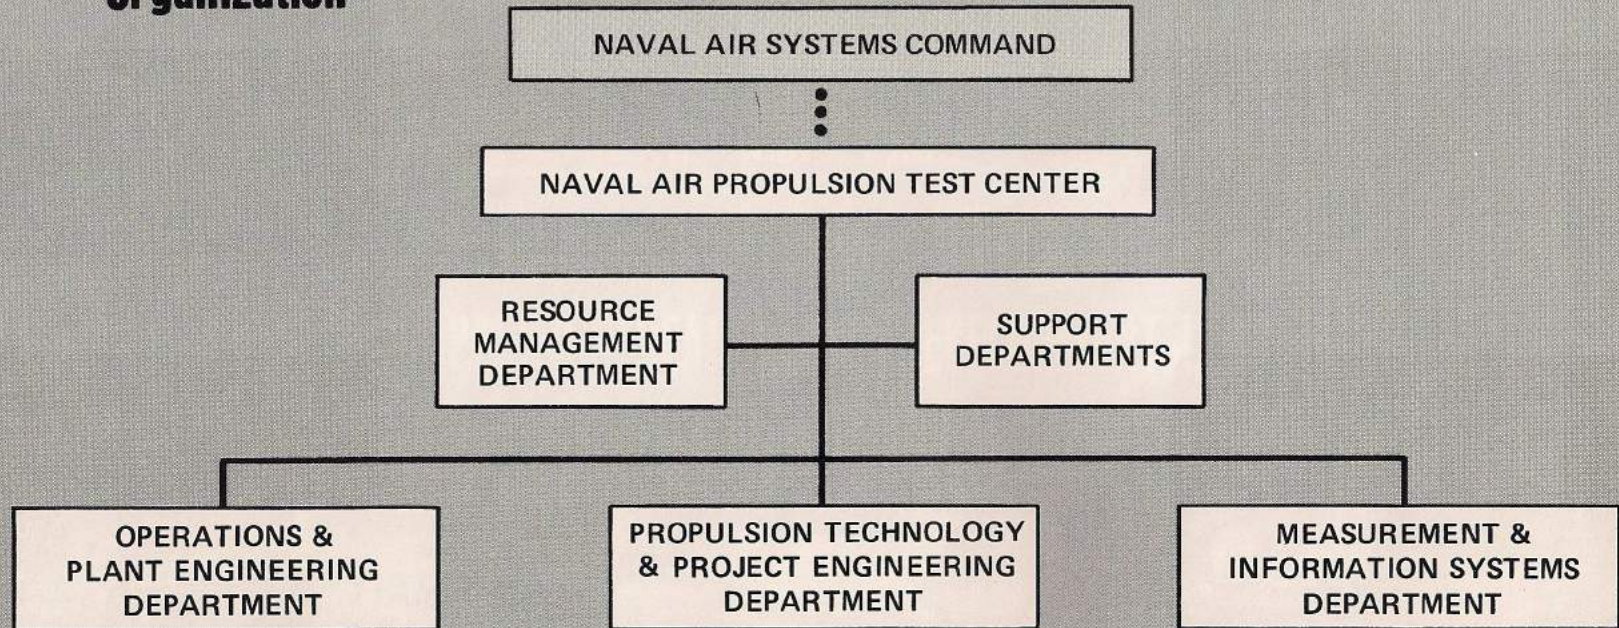 Organization
NAVAL AIR SYSTEMS COMMAND
NAVAL AIR PROPULSION TEST CENTER
RESOURCE
MANAGEMENT
DEPARTMENT
SUPPORT
DEPARTMENTS
OPERATIONS &
PLANT ENGINEERING
DEPARTMENT
PROPULSION TECHNOLOGY
& PROJECT ENGINEERING
DEPARTMENT
MEASUREMENT &
INFORMATION SYSTEMS
DEPARTMENT